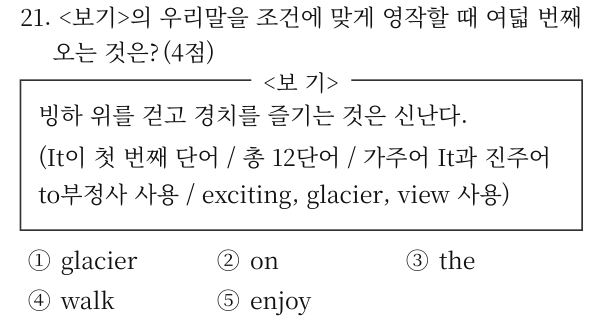 21. <보기>의 우리말을 조건에 맞게 영작할 때 여덟 번째
오는 것은? (4점)
<보 기>
빙하 위를 걷고 경치를 즐기는 것은 신난다.
(It이 첫 번째 단어 / 총 12단어 / 가주어 It과 진주어
to부정사 사용 / exciting, glacier, view 사용)
① glacier ② on ③ the
④ walk ⑤ enjoy